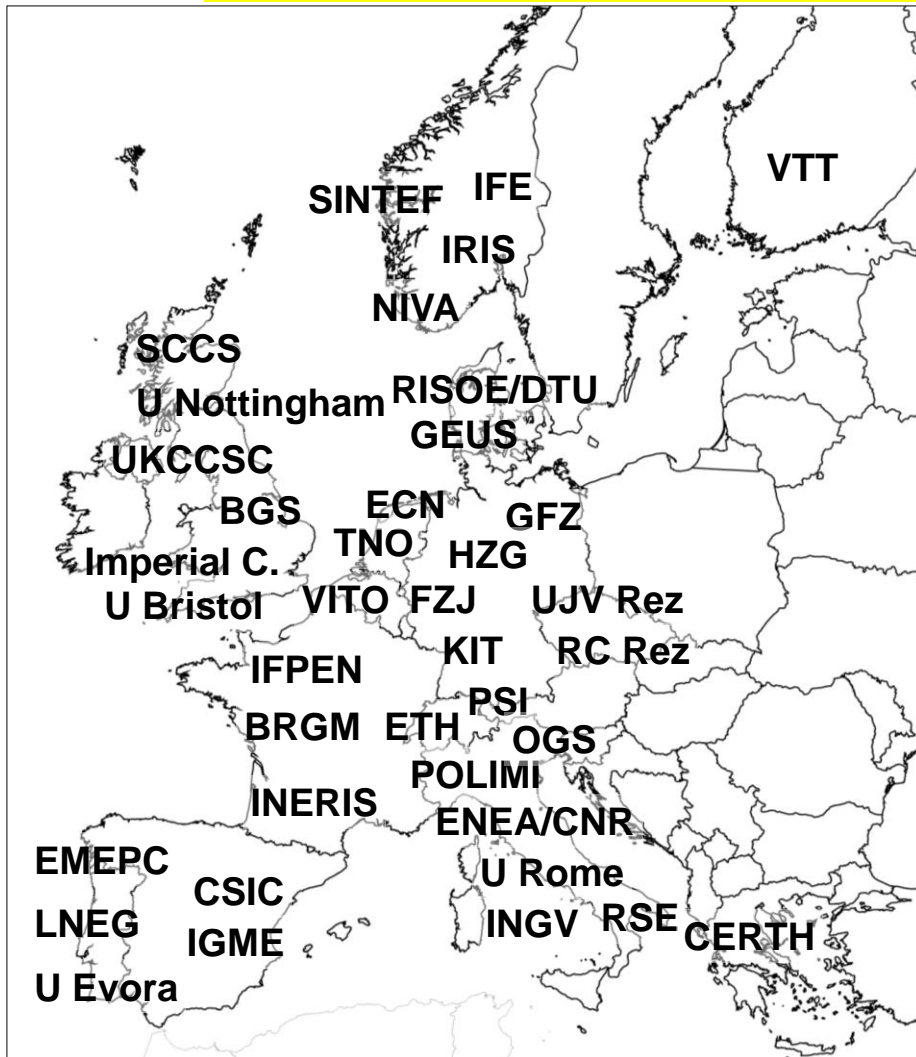 VTT
SINTEF
IFE
IRIS
NIVA
SCCS
U Nottingham
RISOE/DTU
GEUS
UKCCSC
BGS
ECN
GFZ
TNO
HZG
Imperial C.
U Bristol
VITO
FZJ
UJV Rez
KIT
RC Rez
IFPEN
PSI
BRGM
ETH
OGS
POLIMI
INERIS
ENEA/CNR
EMEPC
CSIC
U Rome
LNEG
IGME
INGV
RSE
CERTH
U Evora